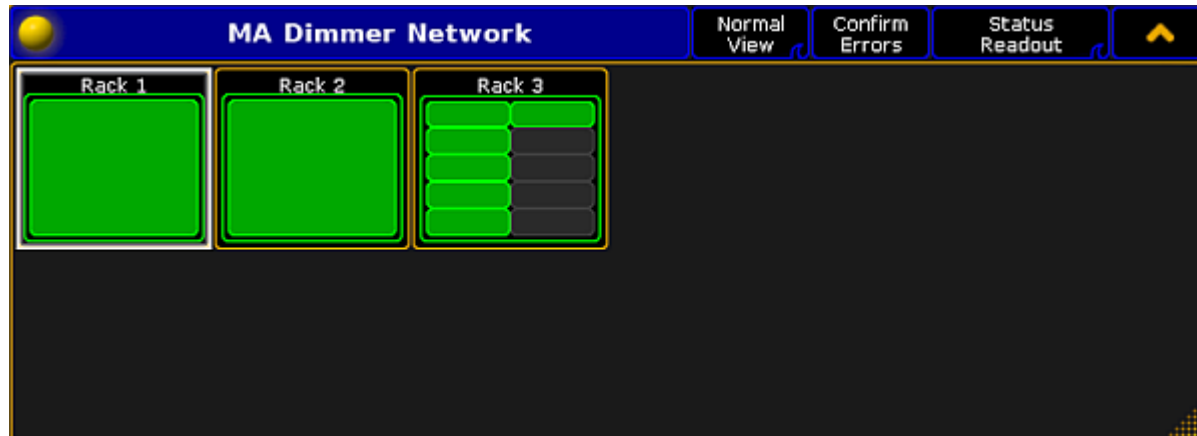 MA Dimmer Network
Normal
View
Confirm
Errors
Status
Readout
Rack 1
Rack 2
Rack 3